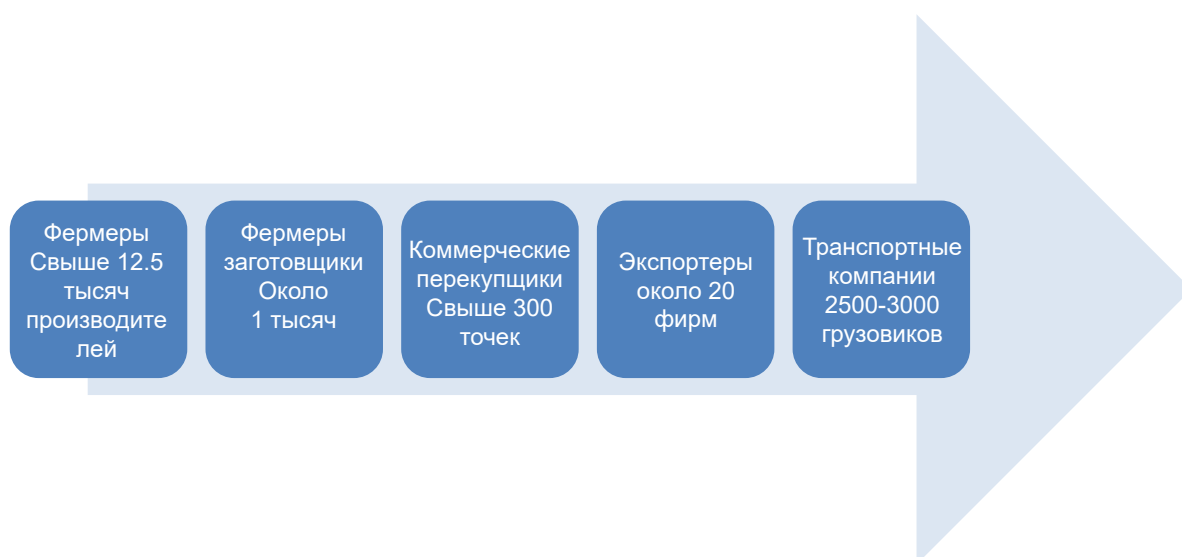 Фермеры
Свыше 12.5
тысяч
производите
лей
Фермеры
заготовщики
Около
1 тысяч
Коммерческие
перекупщики
Свыше 300
точек
Экспортеры
около 20
фирм
Транспортные
компании
2500-3000
грузовиков